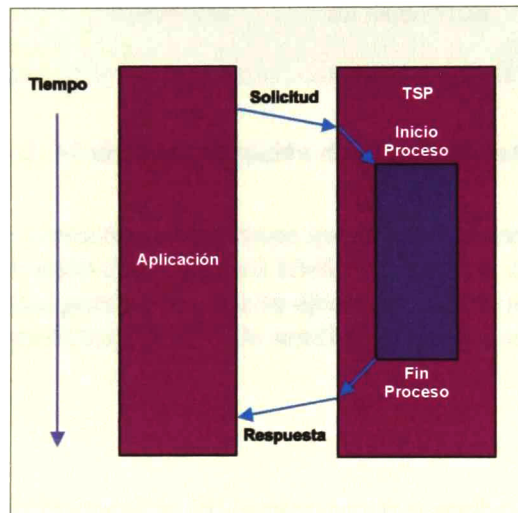 Tiempo
Solicitud
TSP
Inicio
Proceso
Aplicación
Fin
Proceso
Respuesta